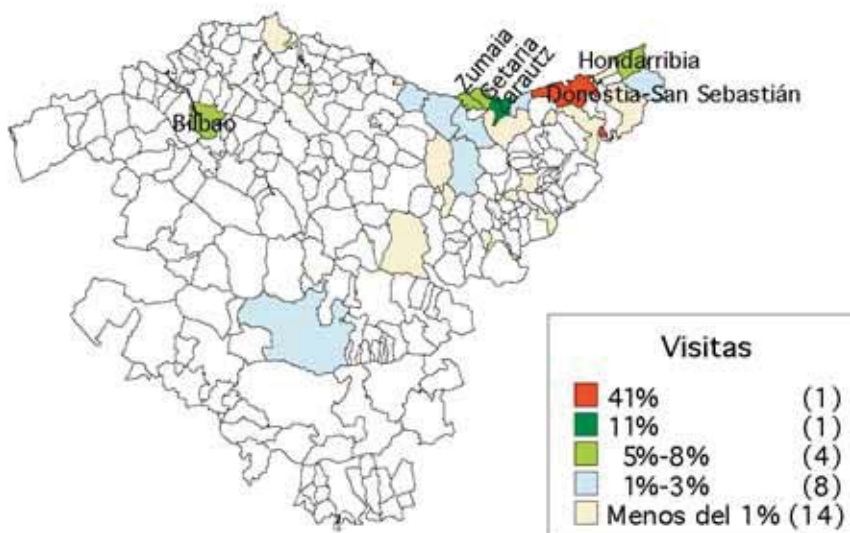 Zumaia
Getaria
Zarautz
Hondarribia
Donostia-San Sebastián
Bilbao
Visitas
41% (1)
11% (1)
5%-8% (4)
1%-3% (8)
Menos del 1% (14)